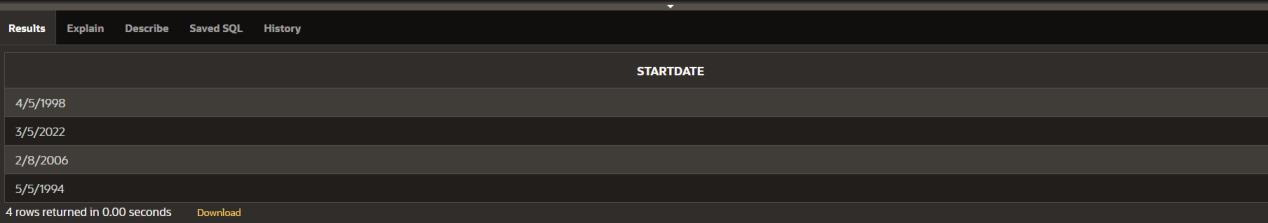 Results Explain Describe Saved SQL History
STARTDATE
4/5/1998
3/5/2022
2/8/2006
5/5/1994
4 rows returned in 0.00 seconds Download